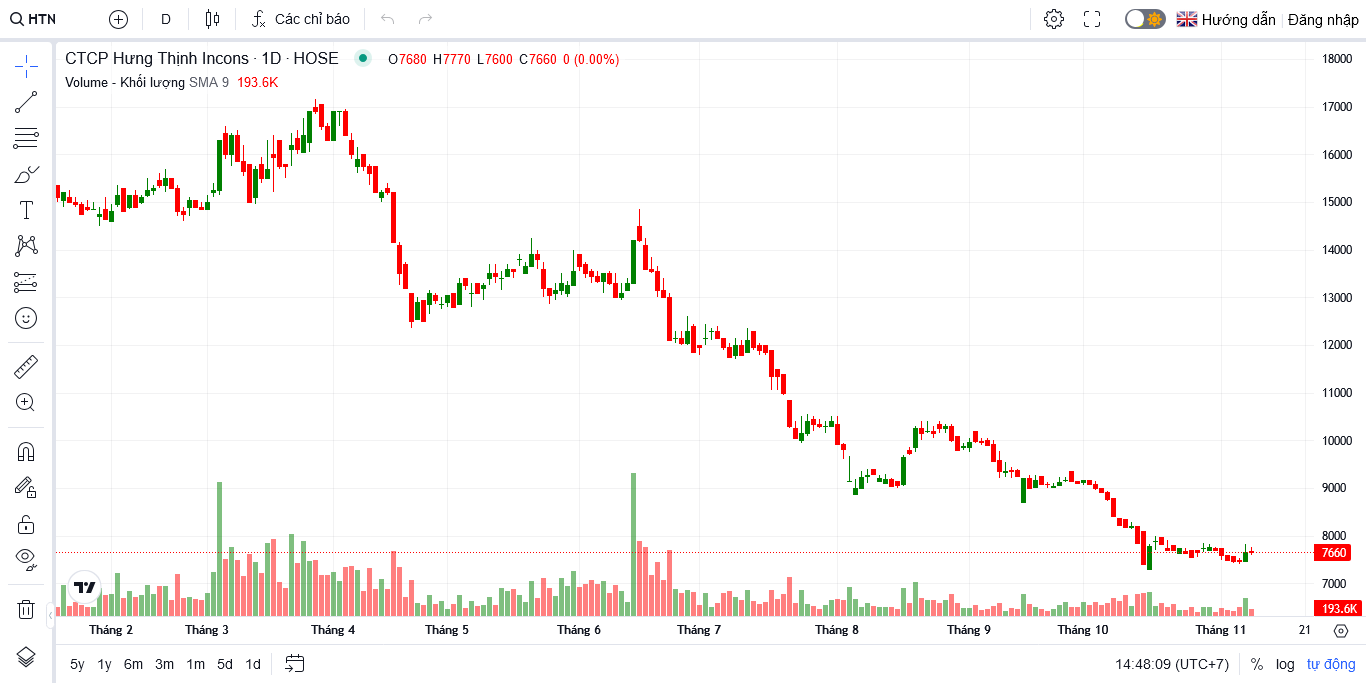 HTN D Các chỉ báo Hướng dẫn Đăng nhập
CTCP Hưng Thịnh Incons · 1D · HOSE O7680 H7770 L7600 C7660 0 (0.00%)
Volume - Khối lượng SMA 9 193.6K
18000
17000
16000
15000
14000
13000
12000
11000
10000
9000
8000
7660
7000
193.6K
Tháng 2 Tháng 3 Tháng 4 Tháng 5 Tháng 6 Tháng 7 Tháng 8 Tháng 9 Tháng 10 Tháng 11 21
5y 1y 6m 3m 1m 5d 1d 14:48:09 (UTC+7) % log tự động